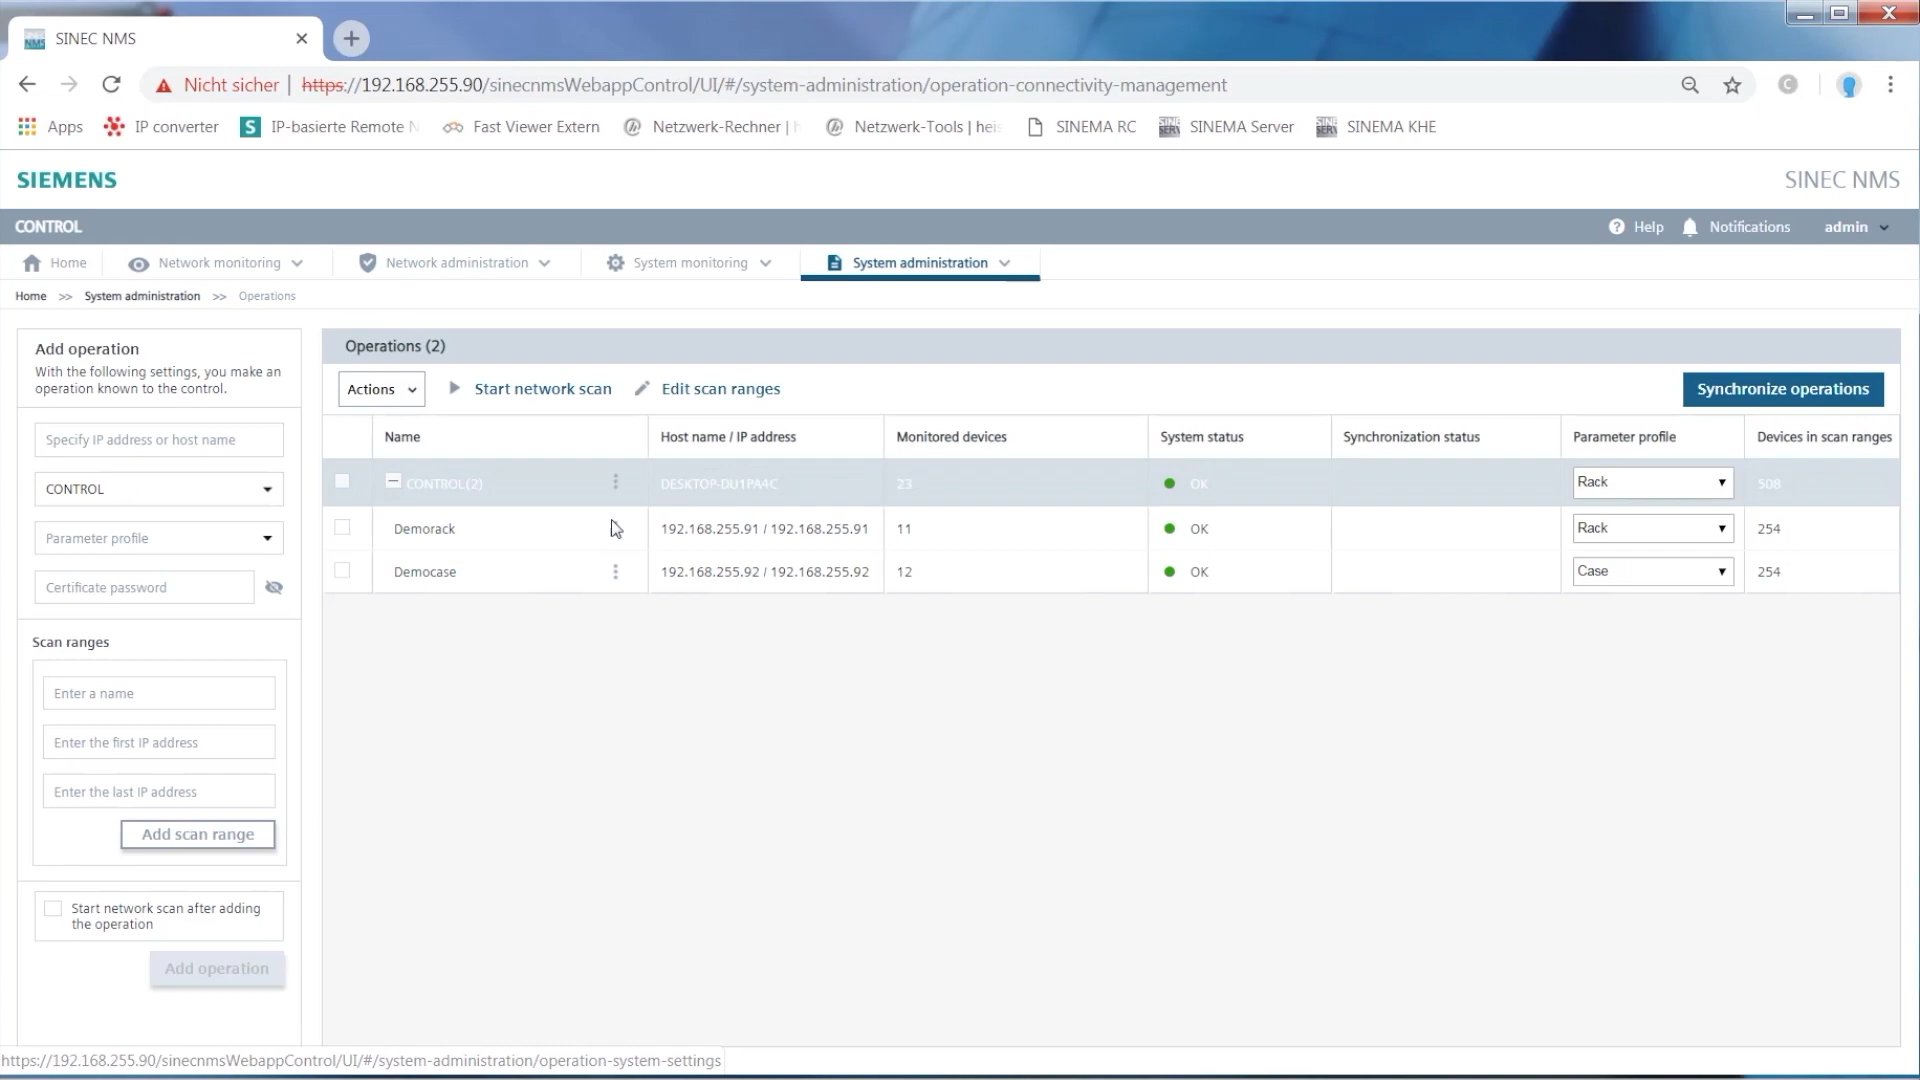 SINEC NMS
Nicht sicher | https://192.168.255.90/sinecnmsWebappControl/UI/#/system-administration/operation-connectivity-management
Apps IP converter IP-basierte Remote Fast Viewer Extern Netzwerk-Rechner | Netzwerk-Tools | heis SINEMA RC SINEMA Server SINEMA KHE
SIEMENS SINEC NMS
CONTROL Help Notifications admin
Home Network monitoring Network administration System monitoring System administration
Home >> System administration >> Operations
Add operation
With the following settings, you make an
operation known to the control.
Specify IP address or host name
CONTROL
Parameter profile
Certificate password
Scan ranges
Enter a name
Enter the first IP address
Enter the last IP address
Add scan range
Start network scan after adding
the operation
Add operation
Operations (2)
Actions Start network scan Edit scan ranges Synchronize operations
Name Host name / IP address Monitored devices System status Synchronization status Parameter profile Devices in scan ranges
CONTROL(2) DESKTOP-DU1PA4C 23 OK Rack 508
Demorack 192.168.255.91 / 192.168.255.91 11 OK Rack 254
Democase 192.168.255.92 / 192.168.255.92 12 OK Case 254
https://192.168.255.90/sinecnmsWebappControl/UI/#/system-administration/operation-system-settings